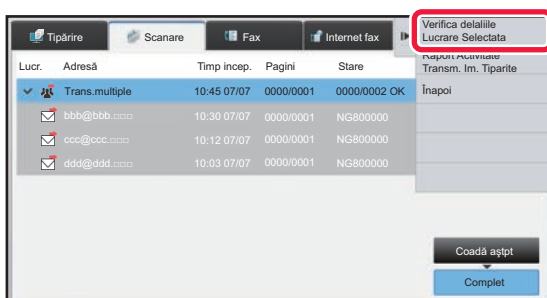 Tipărire Scanare Fax Internet fax
Verifica delaliile
Lucrare Selectata
Raport Activitate
Transm. Im. Tiparite
Înapoi
Lucr. Adresă Timp incep. Pagini Stare
Trans.multiple 10:45 07/07 0000/0001 0000/0002 OK
bbb@bbb.□□□ 10:30 07/07 0000/0001 NG800000
ccc@ccc.□□□ 10:12 07/07 0000/0001 NG800000
ddd@ddd.□□□ 10:03 07/07 0000/0001 NG800000
Coadă aştpt
Complet